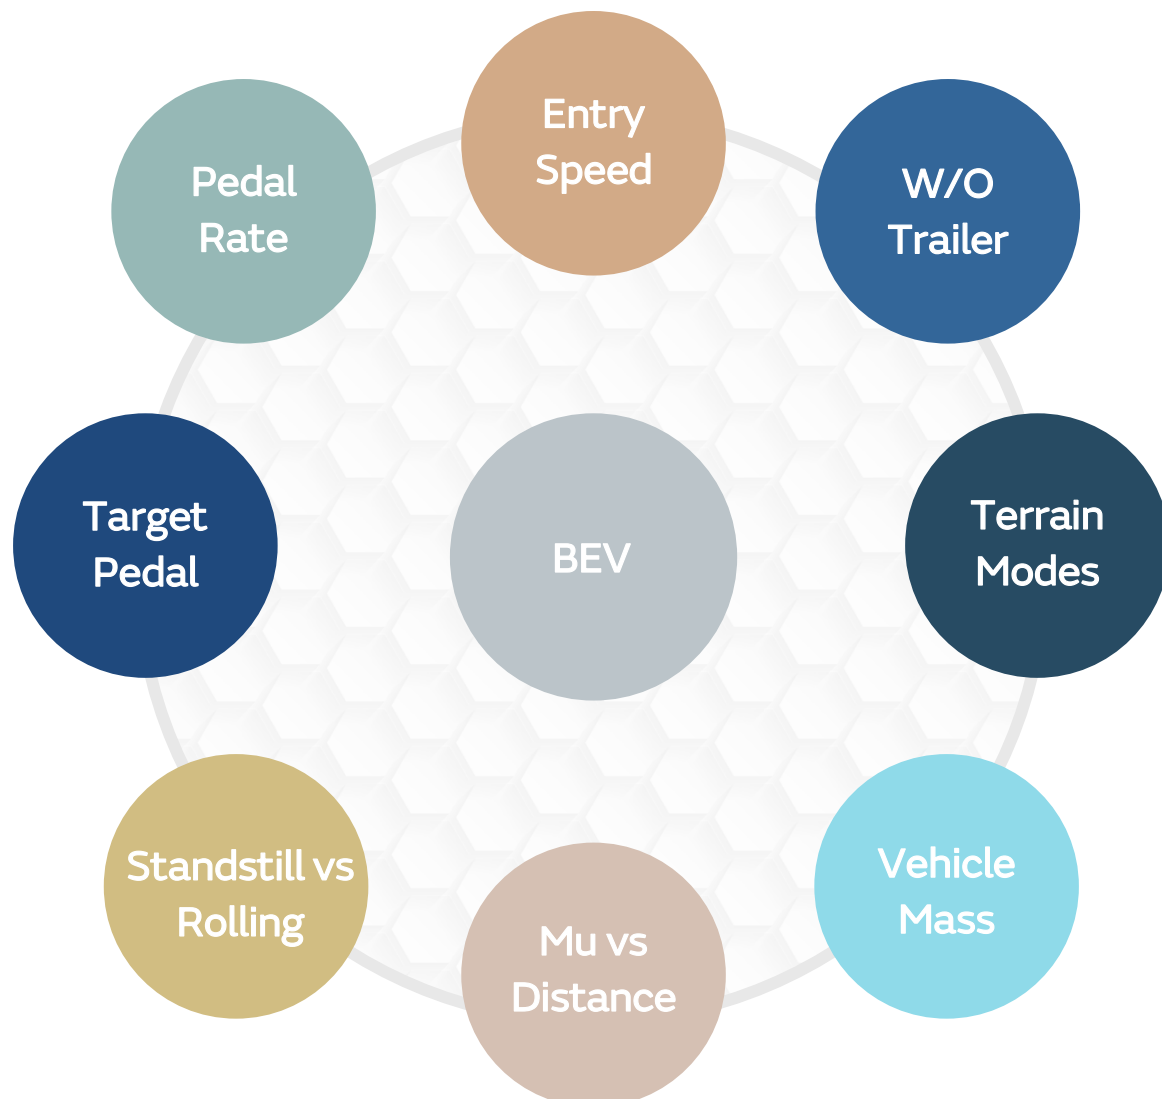 Entry
Speed
W/O
Trailer
Terrain
Modes
Vehicle
Mass
Mu vs
Distance
Standstill vs
Rolling
Target
Pedal
Pedal
Rate
BEV